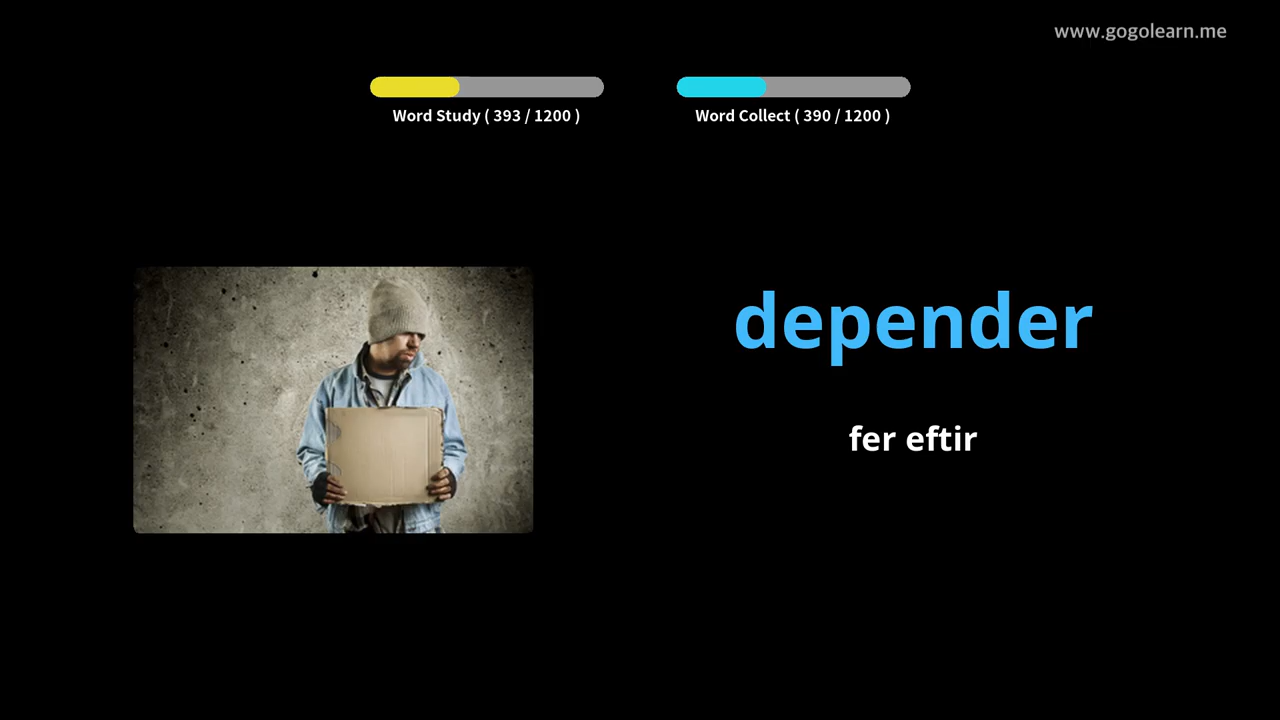 www.gogolearn.me
Word Study ( 393 / 1200 )
Word Collect ( 390 / 1200 )
depender
fer eftir